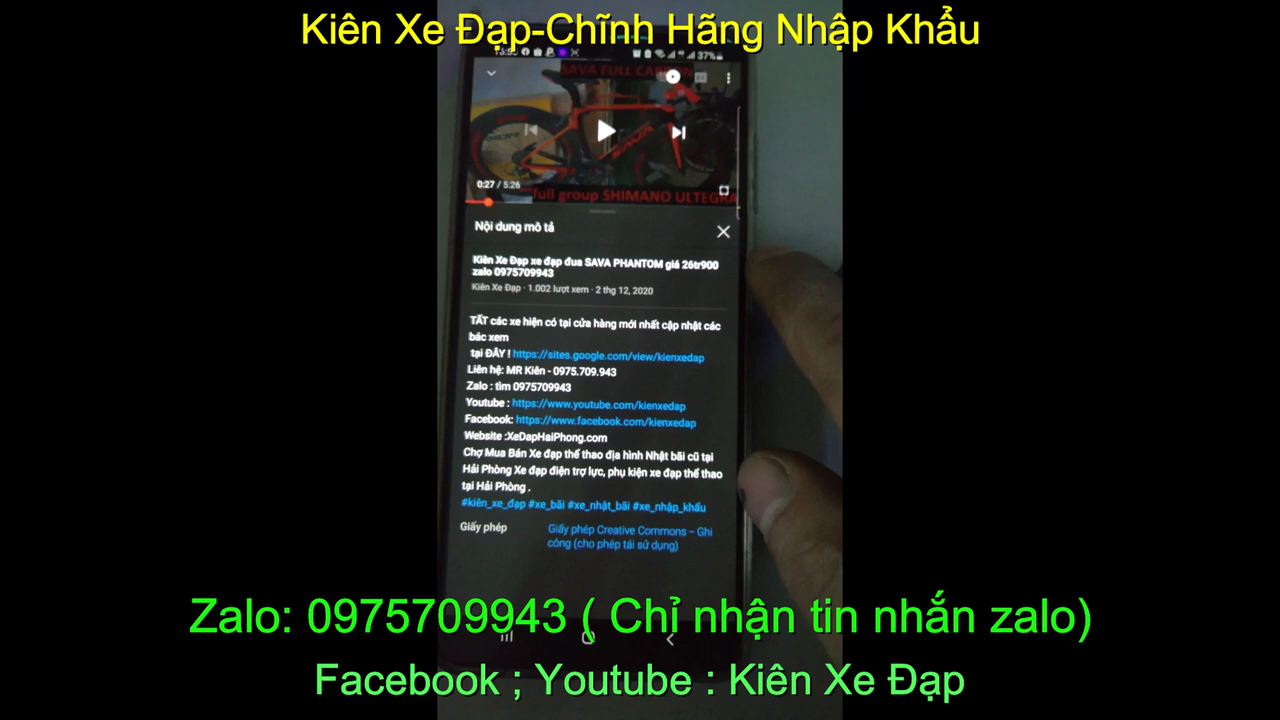 Kiên Xe Đạp-Chĩnh Hãng Nhập Khẩu
37%
SAVA FULL CARBON
SAVA
0:27 / 5:26
full group SHIMANO ULTEGRA
Nội dung mô tả
Kiên Xe Đạp xe đạp đua SAVA PHANTOM giá 26tr900
zalo 0975709943
Kiên Xe Đạp · 1.002 lượt xem · 2 thg 12, 2020
TẤT các xe hiện có tại cửa hàng mới nhất cập nhật các
bác xem
tại ĐÂY ! https://sites.google.com/view/kienxedap
Liên hệ: MR Kiên - 0975.709.943
Zalo : tìm 0975709943
Youtube : https://www.youtube.com/kienxedap
Facebook: https://www.facebook.com/kienxedap
Website :XeDapHaiPhong.com
Chợ Mua Bán Xe đạp thể thao địa hình Nhật bãi cũ tại
Hải Phòng Xe đạp điện trợ lực, phụ kiện xe đạp thể thao
tại Hải Phòng .
#kiên_xe_đạp #xe_bãi #xe_nhật_bãi #xe_nhập_khẩu
Giấy phép Giấy phép Creative Commons – Ghi
công (cho phép tái sử dụng)
Zalo: 0975709943 ( Chỉ nhận tin nhắn zalo)
Facebook ; Youtube : Kiên Xe Đạp